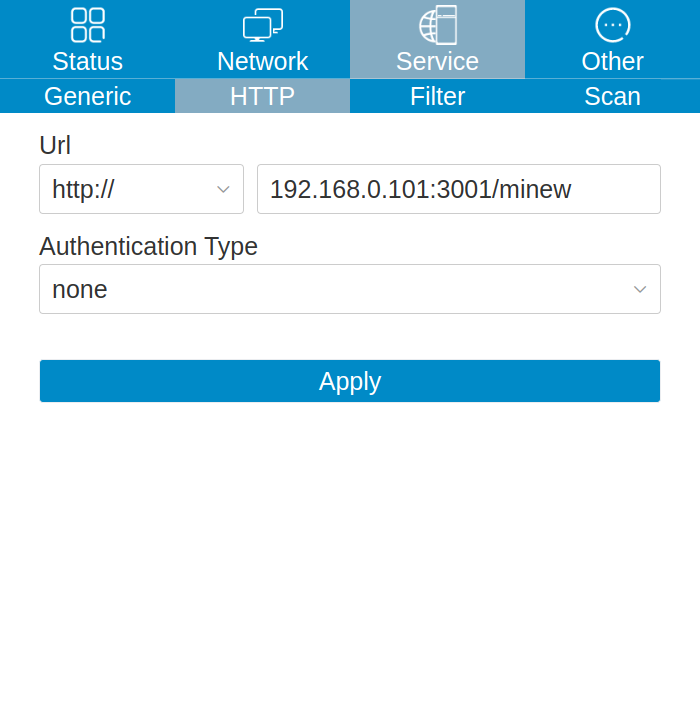 Status Network Service Other
Generic HTTP Filter Scan
Url
http:// 192.168.0.101:3001/minew
Authentication Type
none
Apply